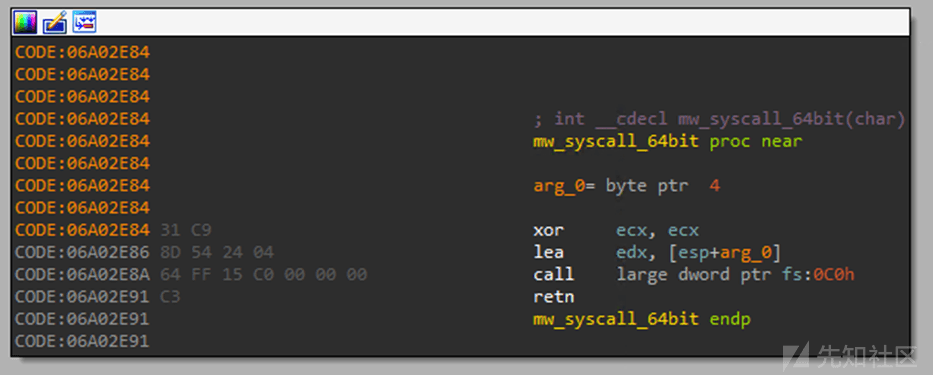 CODE:06A02E84
CODE:06A02E84
CODE:06A02E84
CODE:06A02E84 ; int __cdecl mw_syscall_64bit(char)
CODE:06A02E84 mw_syscall_64bit proc near
CODE:06A02E84
CODE:06A02E84 arg_0= byte ptr 4
CODE:06A02E84
CODE:06A02E84 31 C9 xor ecx, ecx
CODE:06A02E86 8D 54 24 04 lea edx, [esp+arg_0]
CODE:06A02E8A 64 FF 15 C0 00 00 00 call large dword ptr fs:0C0h
CODE:06A02E91 C3 retn
CODE:06A02E91 mw_syscall_64bit endp
CODE:06A02E91
先知社区